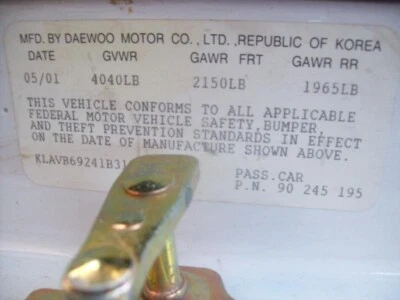 MFD. BY DAEWOO MOTOR CO., LTD., REPUBLIC OF KOREA
DATE GVWR GAWR FRT GAWR RR
05/01 4040LB 2150LB 1965LB
THIS VEHICLE CONFORMS TO ALL APPLICABLE
FEDERAL MOTOR VEHICLE SAFETY, BUMPER,
AND THEFT PREVENTION STANDARDS IN EFFECT
ON THE DATE OF MANUFACTURE SHOWN ABOVE.
KLAVB69241B31
PASS.CAR
P.N. 90 245 195